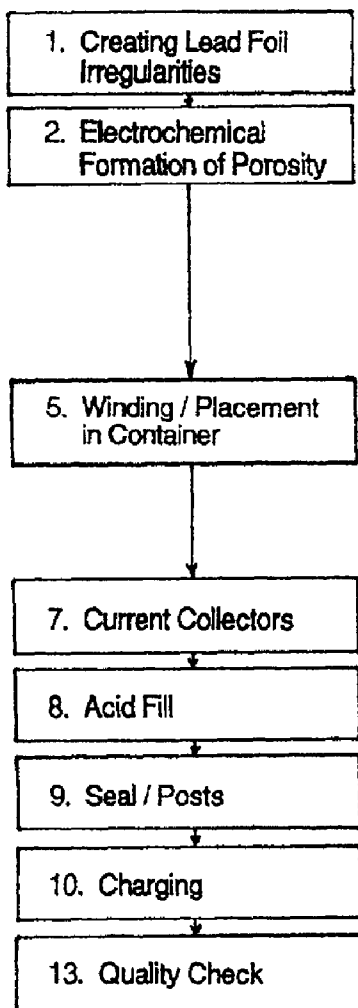 1. Creating Lead Foil
Irregularities
2. Electrochemical
Formation of Porosity
5. Winding / Placement
in Container
7. Current Collectors
8. Acid Fill
9. Seal / Posts
10. Charging
13. Quality Check